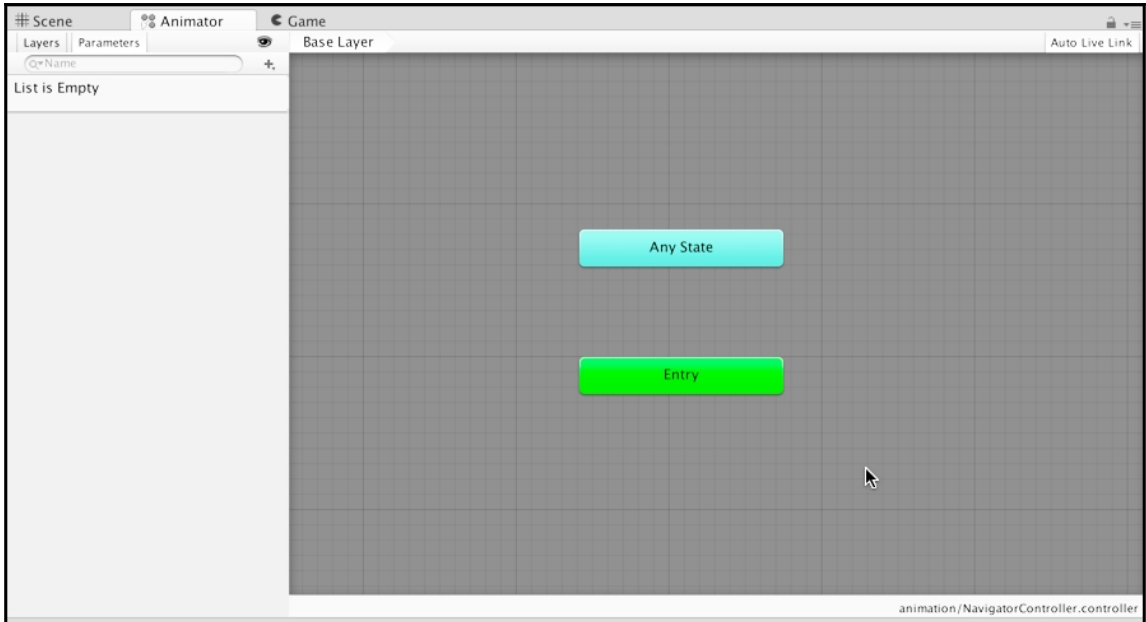 Scene Animator Game
Layers Parameters Base Layer Auto Live Link
Name
List is Empty
Any State
Entry
animation/NavigatorController.controller